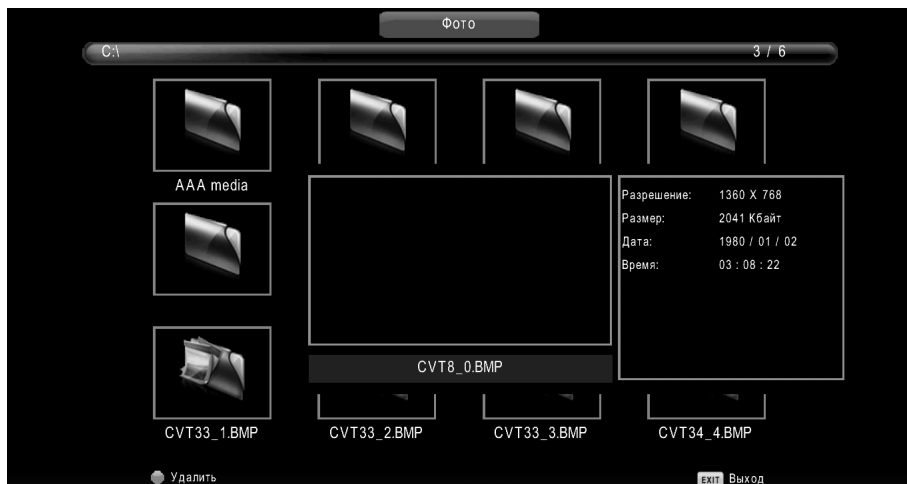 Фото
C:\
3 / 6
AAA media
Разрешение: 1360 X 768
Размер: 2041 Кбайт
Дата: 1980 / 01 / 02
Время: 03 : 08 : 22
CVT8_0.BMP
CVT33_1.BMP
CVT33_2.BMP
CVT33_3.BMP
CVT34_4.BMP
Удалить
EXIT Выход